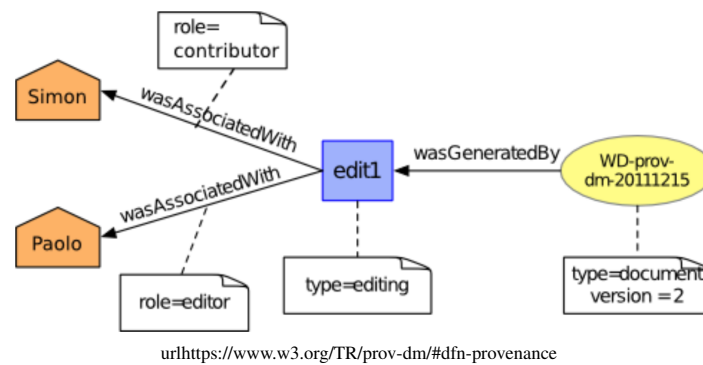 role=
contributor
Simon
wasAssociatedWith
edit1
wasGeneratedBy
WD-prov-
dm-20111215
wasAssociatedWith
Paolo
role=editor
type=editing
type=document
version = 2
urlhttps://www.w3.org/TR/prov-dm/#dfn-provenance